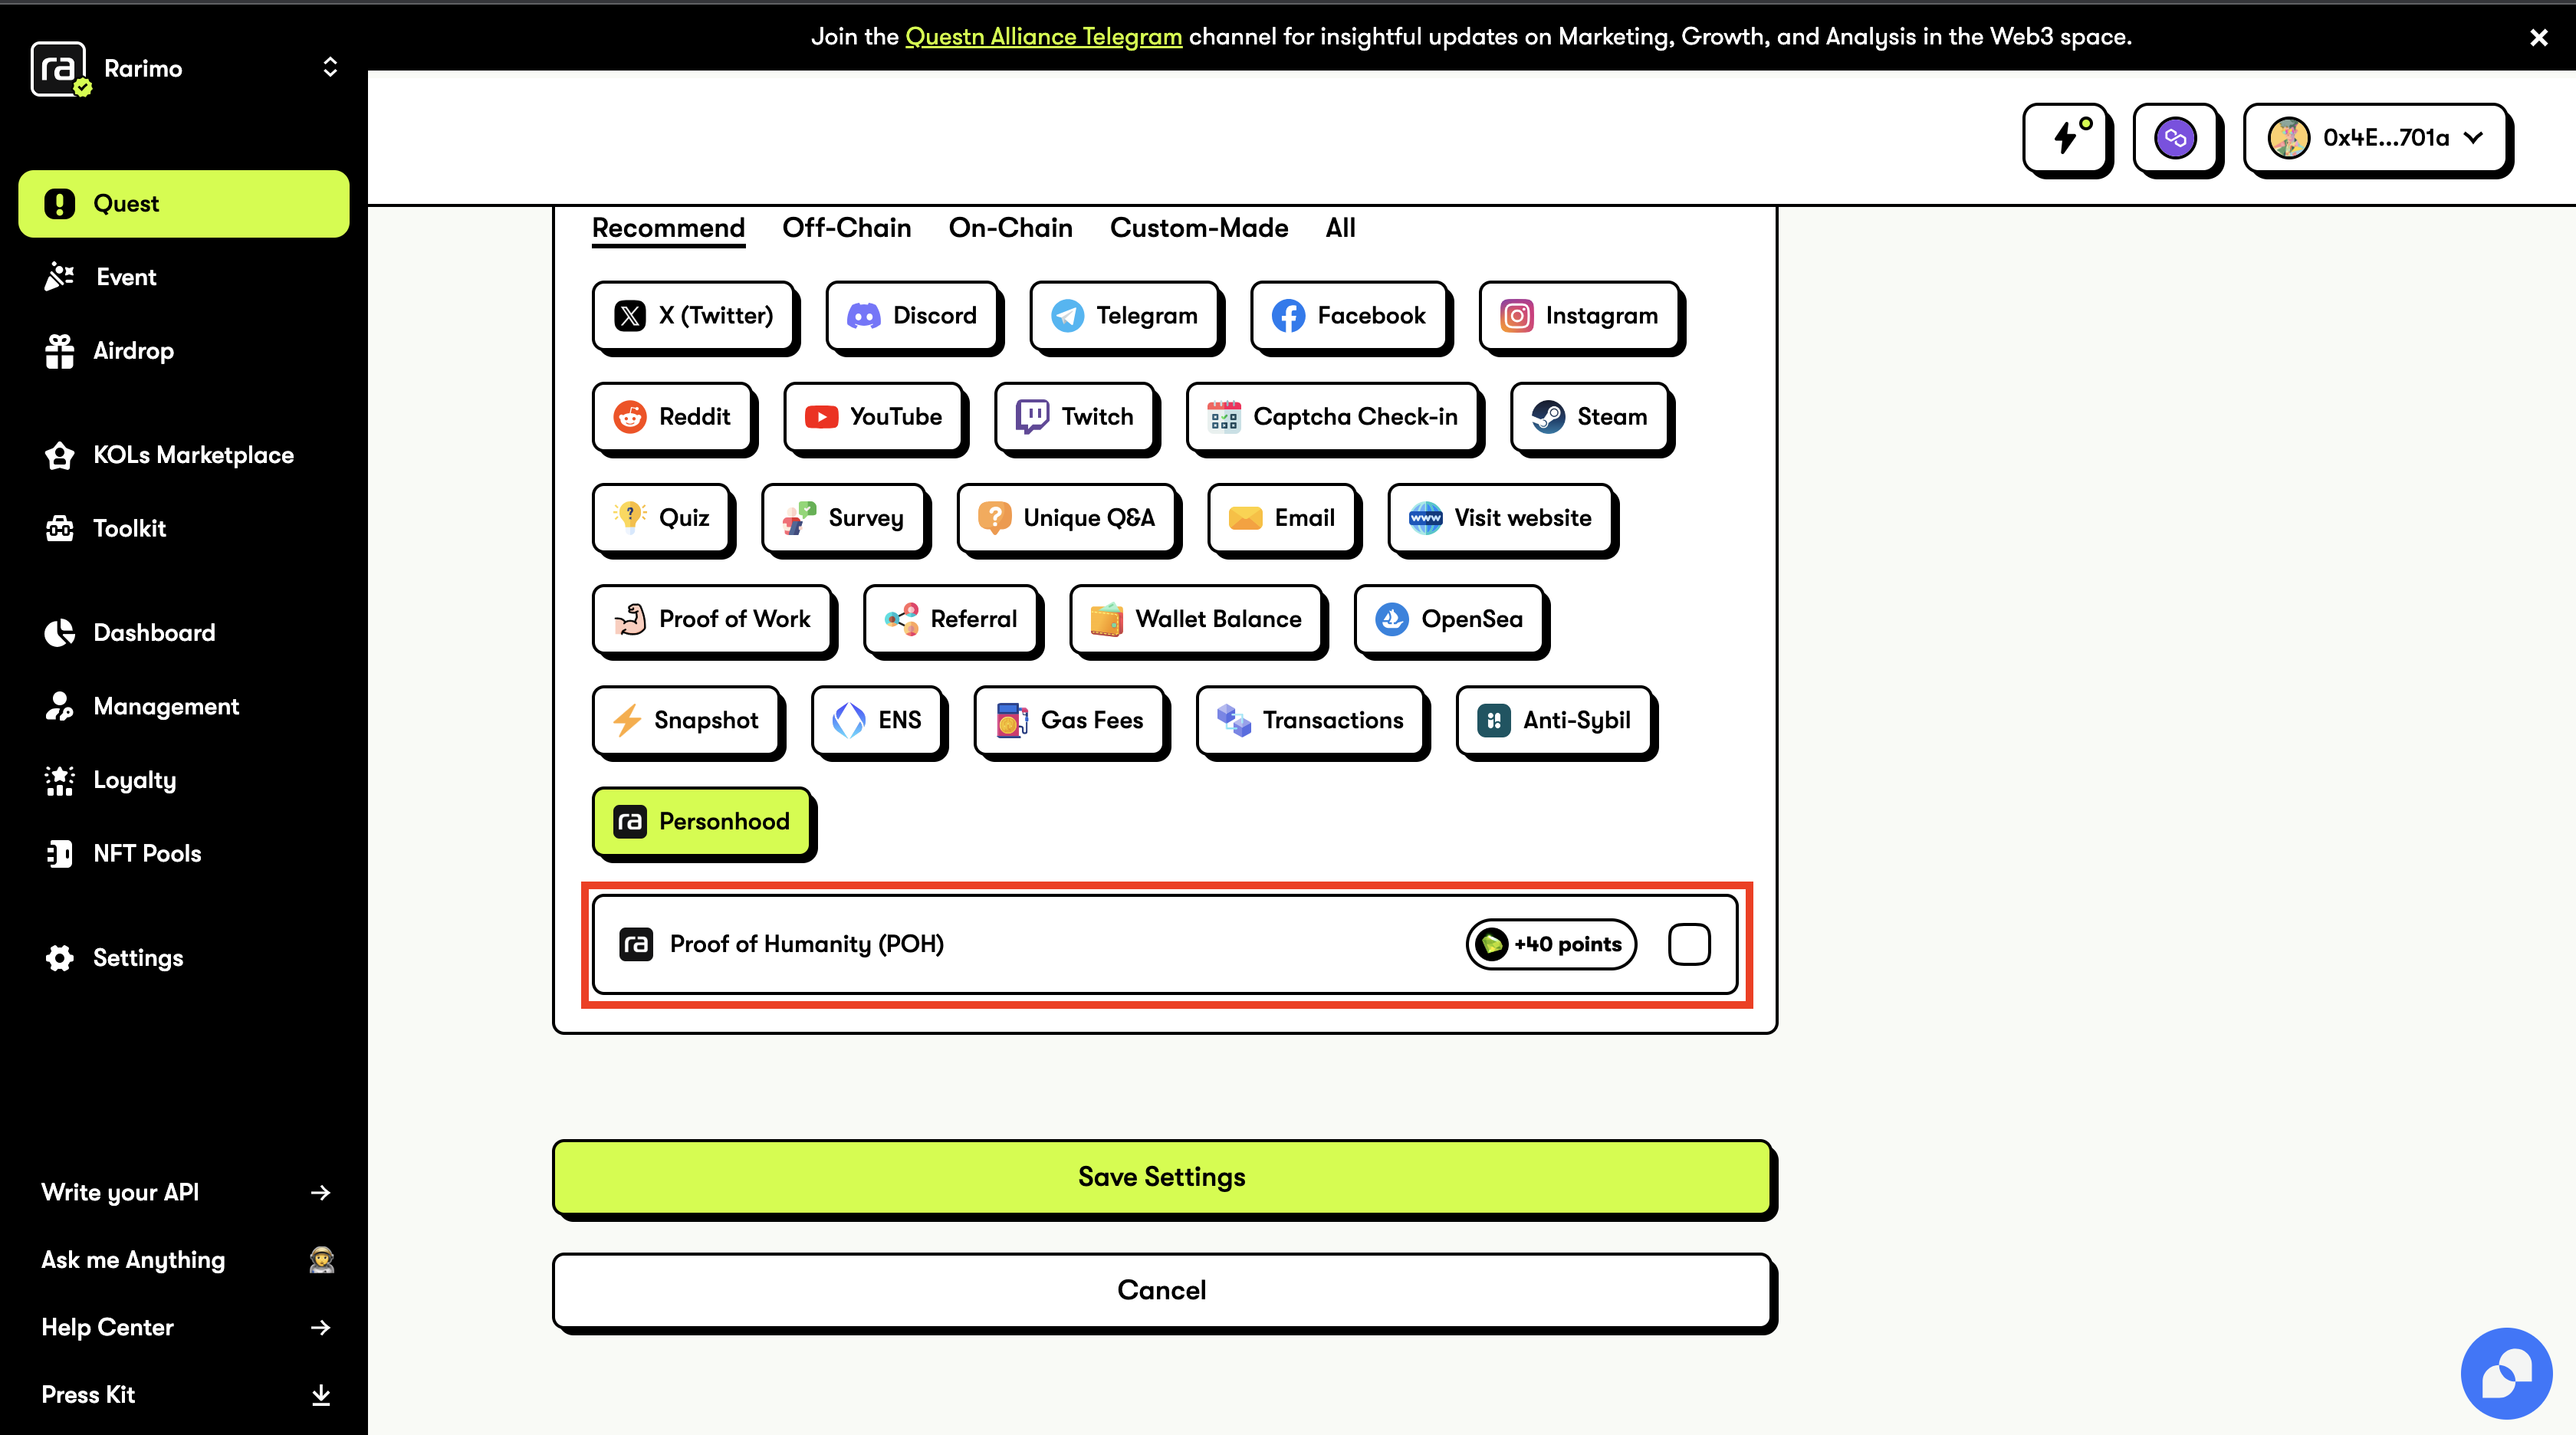 Join the Questn Alliance Telegram channel for insightful updates on Marketing, Growth, and Analysis in the Web3 space.
ra Rarimo
Quest
Event
Airdrop
KOLs Marketplace
Toolkit
Dashboard
Management
Loyalty
NFT Pools
Settings
Write your API
Ask me Anything
Help Center
Press Kit
0x4E...701a
Recommend Off-Chain On-Chain Custom-Made All
X (Twitter) Discord Telegram Facebook Instagram
Reddit YouTube Twitch Captcha Check-in Steam
Quiz Survey Unique Q&A Email www Visit website
Proof of Work Referral Wallet Balance OpenSea
Snapshot ENS Gas Fees Transactions Anti-Sybil
ra Personhood
ra Proof of Humanity (POH) +40 points
Save Settings
Cancel